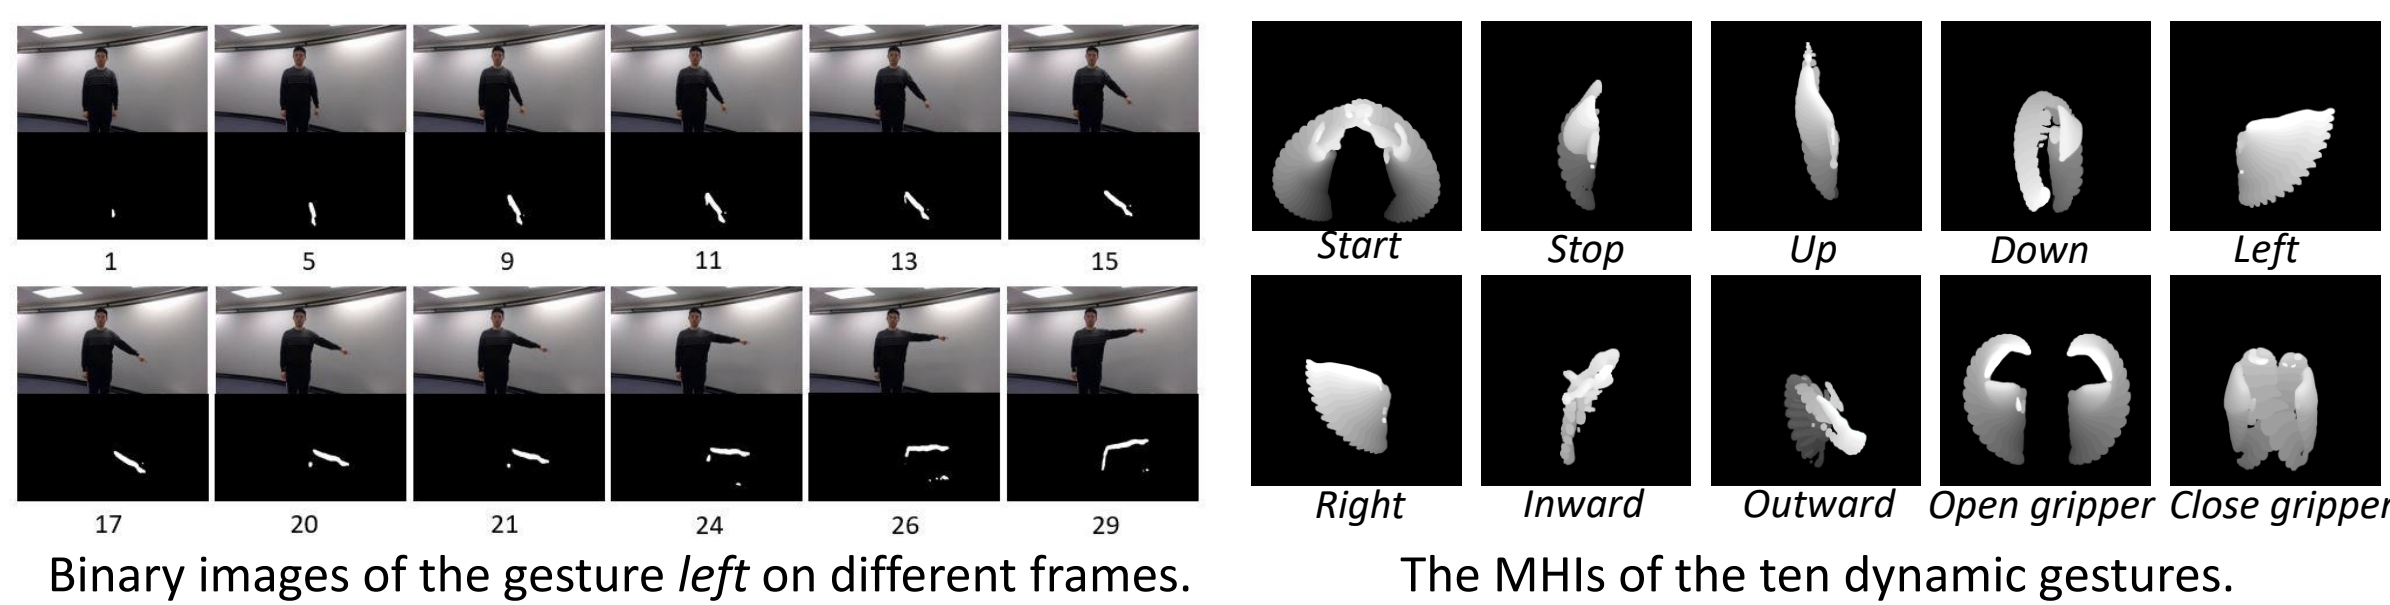 1 5 9 11 13 15
17 20 21 24 26 29
Binary images of the gesture left on different frames.
Start Stop Up Down Left
Right Inward Outward Open gripper Close gripper
The MHIs of the ten dynamic gestures.